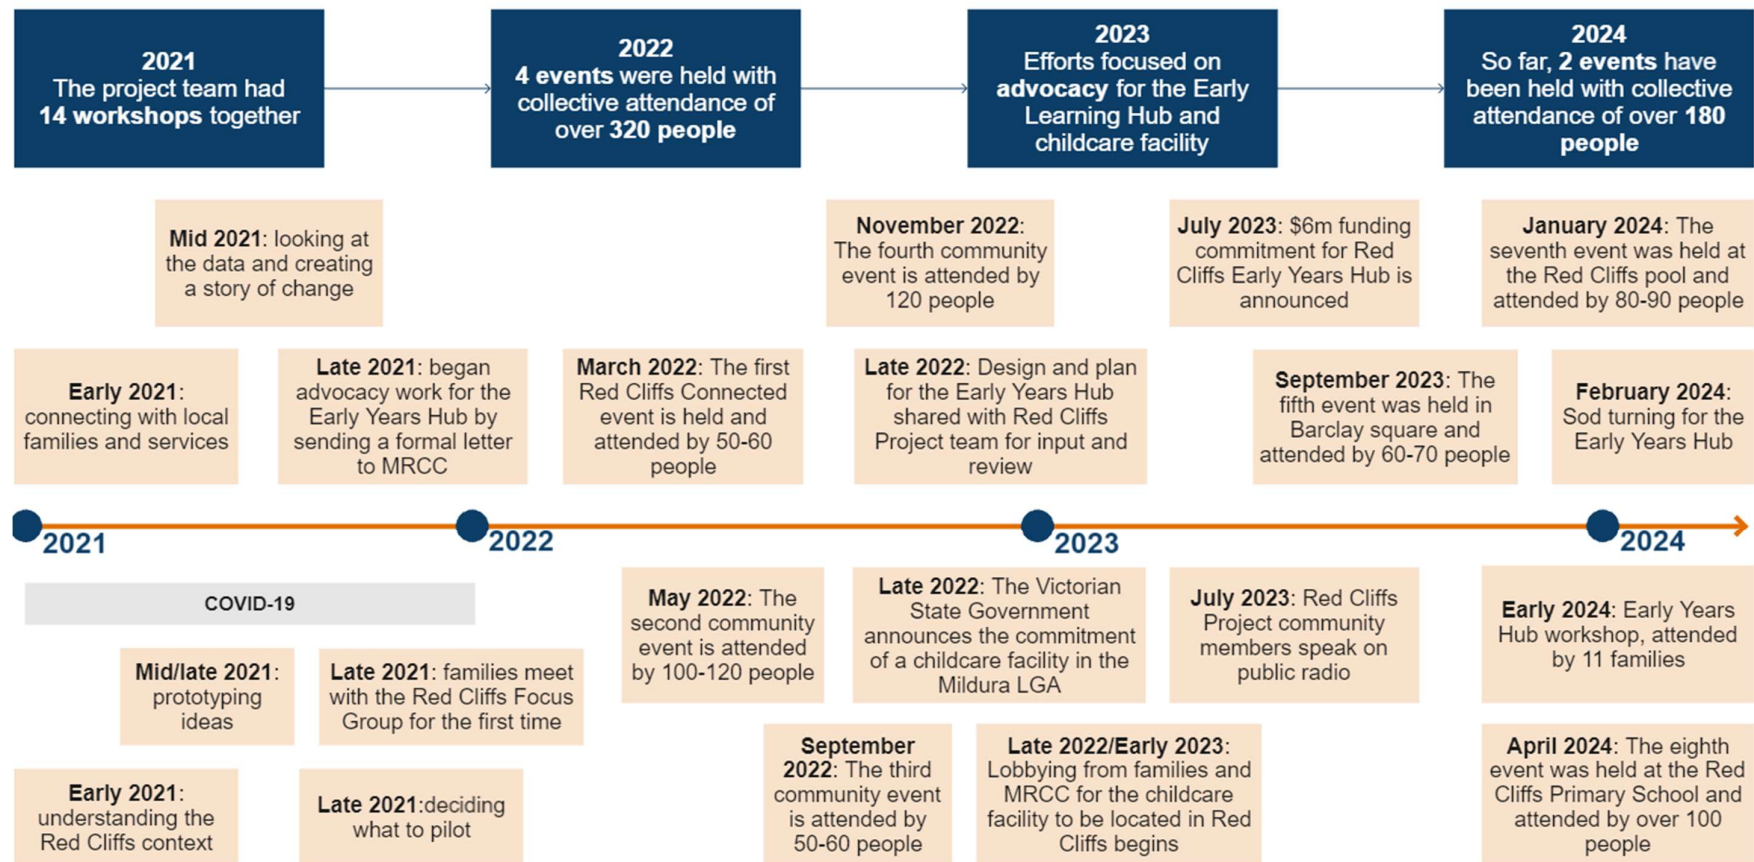 2021
The project team had
14 workshops together
2022
4 events were held with
collective attendance of
over 320 people
2023
Efforts focused on
advocacy for the Early
Learning Hub and
childcare facility
2024
So far, 2 events have
been held with collective
attendance of over 180
people
Mid 2021: looking at
the data and creating
a story of change
November 2022:
The fourth community
event is attended by
120 people
July 2023: $6m funding
commitment for Red
Cliffs Early Years Hub is
announced
January 2024: The
seventh event was held at
the Red Cliffs pool and
attended by 80-90 people
Early 2021:
connecting with local
families and services
Late 2021: began
advocacy work for the
Early Years Hub by
sending a formal letter
to MRCC
March 2022: The first
Red Cliffs Connected
event is held and
attended by 50-60
people
Late 2022: Design and plan
for the Early Years Hub
shared with Red Cliffs
Project team for input and
review
September 2023: The
fifth event was held in
Barclay square and
attended by 60-70 people
February 2024:
Sod turning for the
Early Years Hub
2021
2022
2023
2024
COVID-19
May 2022: The
second community
event is attended
by 100-120 people
Late 2022: The Victorian
State Government
announces the commitment
of a childcare facility in the
Mildura LGA
July 2023: Red Cliffs
Project community
members speak on
public radio
Early 2024: Early Years
Hub workshop, attended
by 11 families
Mid/late 2021:
prototyping
ideas
Late 2021: families meet
with the Red Cliffs Focus
Group for the first time
September
2022: The third
community event
is attended by
50-60 people
Late 2022/Early 2023:
Lobbying from families and
MRCC for the childcare
facility to be located in Red
Cliffs begins
April 2024: The eighth
event was held at the Red
Cliffs Primary School and
attended by over 100
people
Early 2021:
understanding the
Red Cliffs context
Late 2021:deciding
what to pilot